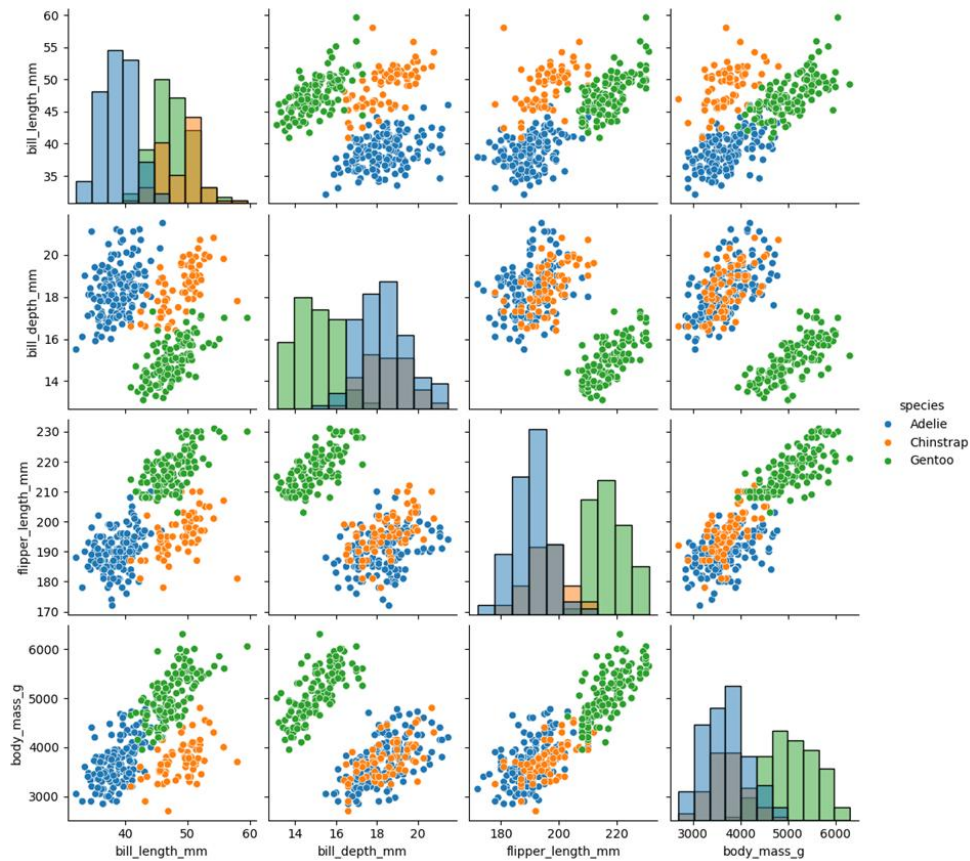 bill_length_mm
60
55
50
45
40
35
bill_depth_mm
20
18
16
14
flipper_length_mm
230
220
210
200
190
180
170
body_mass_g
6000
5000
4000
3000
40
50
60
bill_length_mm
14
16
18
20
bill_depth_mm
180
200
220
flipper_length_mm
3000
4000
5000
6000
body_mass_g
species
Adelie
Chinstrap
Gentoo